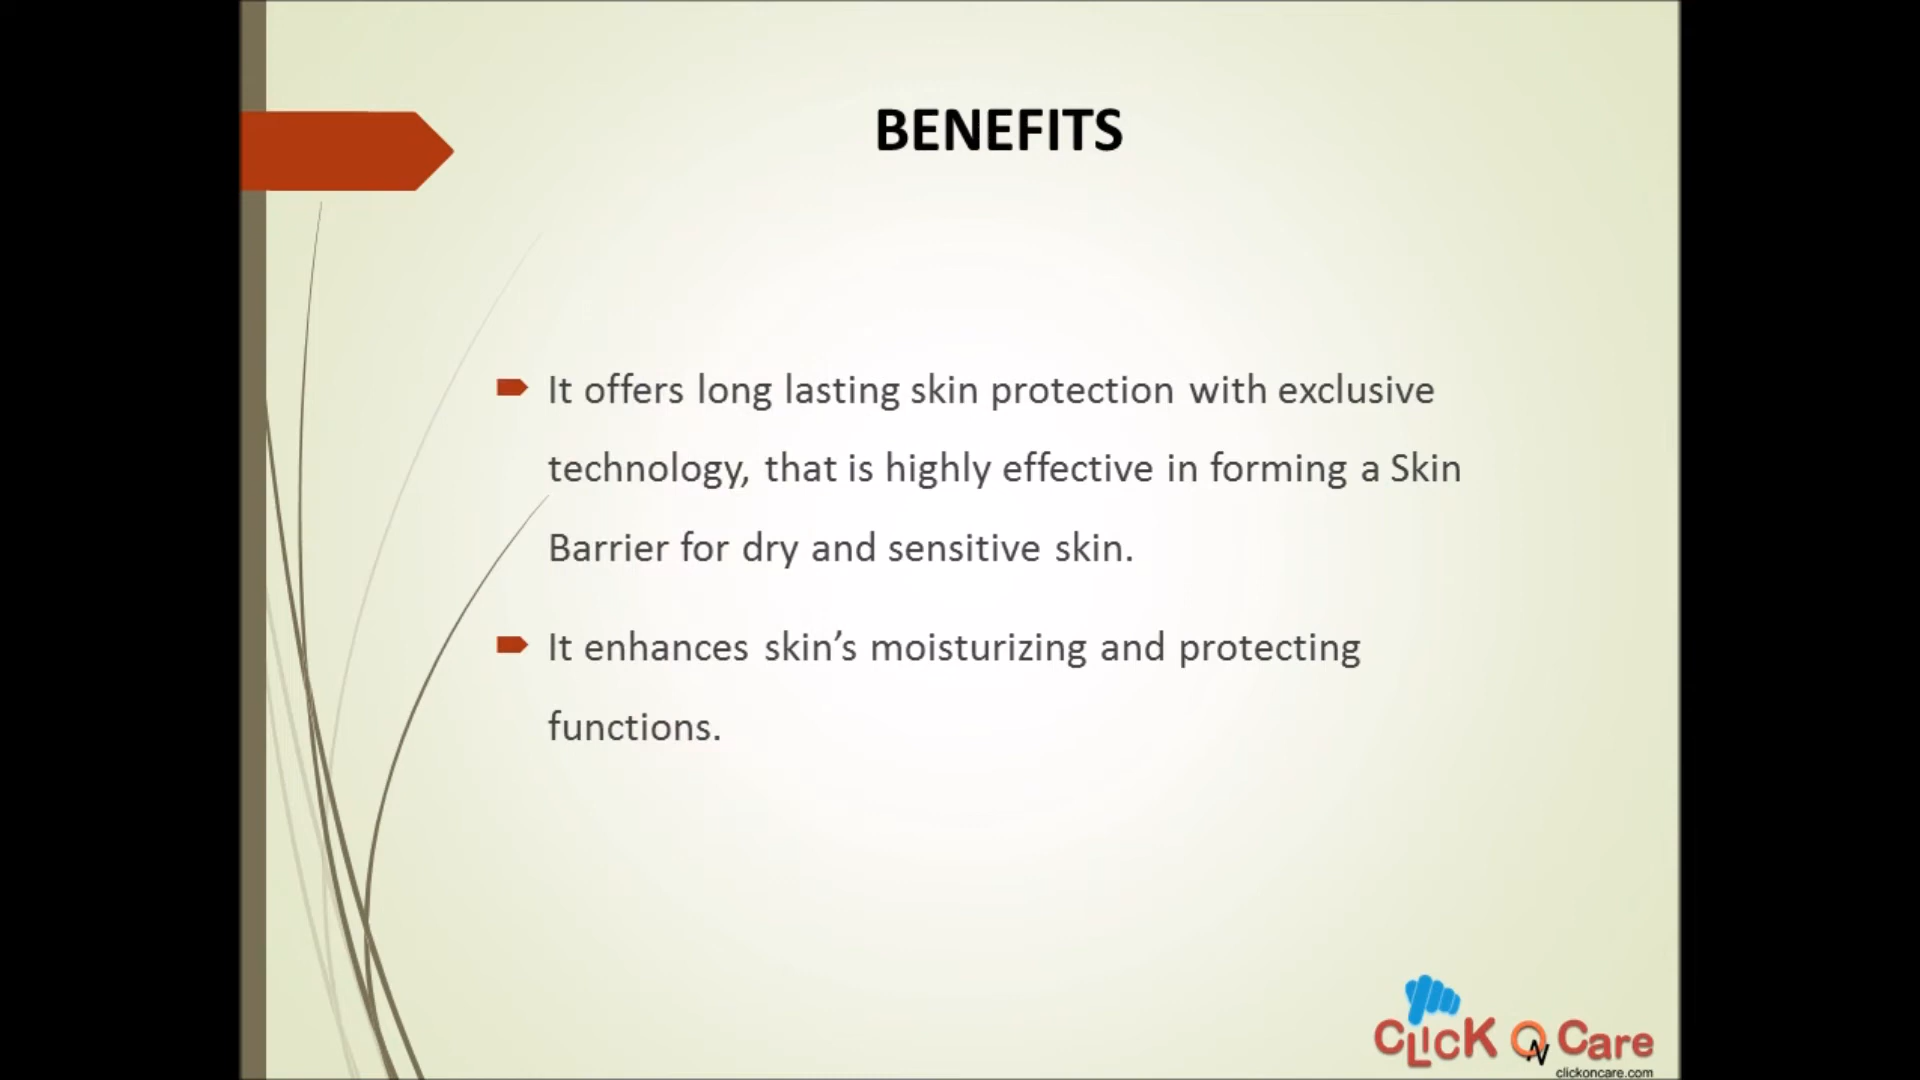 BENEFITS
It offers long lasting skin protection with exclusive
technology, that is highly effective in forming a Skin
Barrier for dry and sensitive skin.
It enhances skin’s moisturizing and protecting
functions.
CLicK ON Care
clickoncare.com